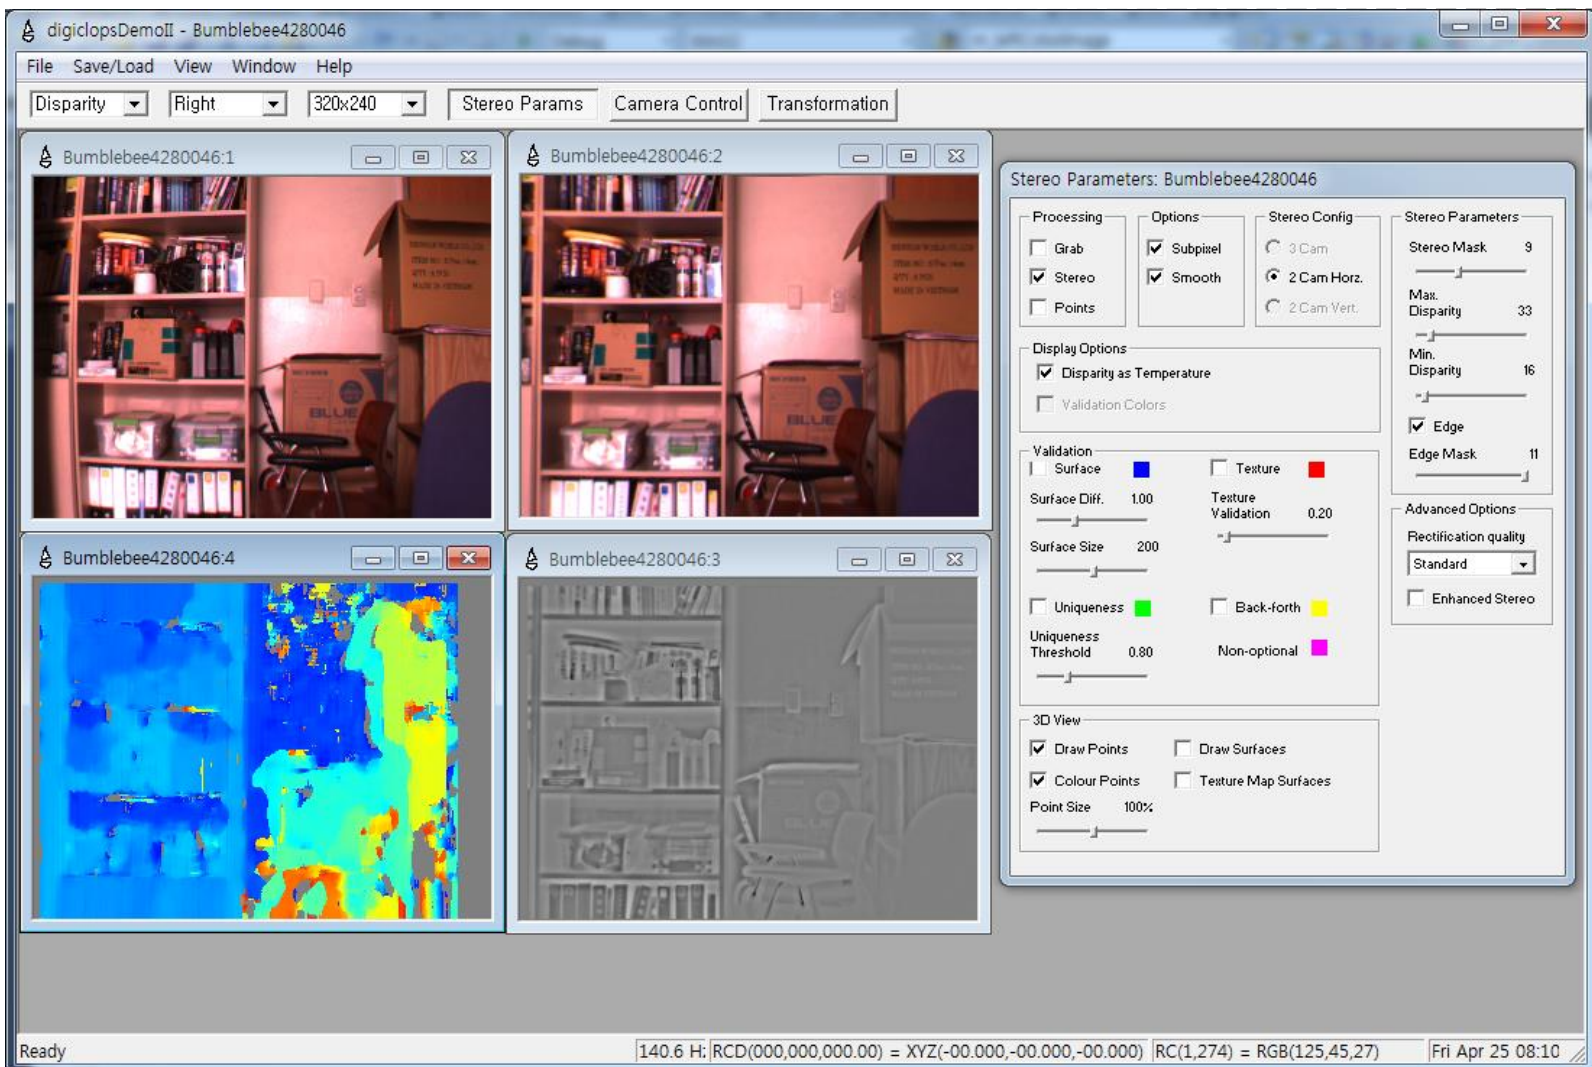 digiclopsDemoII - Bumblebee4280046
File Save/Load View Window Help
Disparity Right 320x240 Stereo Params Camera Control Transformation
Bumblebee4280046:1
Bumblebee4280046:2
BLUE
BLUE
Bumblebee4280046:4
Bumblebee4280046:3
BLUE
Stereo Parameters: Bumblebee4280046
Processing
Grab
Stereo
Points
Options
Subpixel
Smooth
Stereo Config
3 Cam
2 Cam Horz.
2 Cam Vert.
Display Options
Disparity as Temperature
Validation Colors
Validation
Surface Texture
Surface Diff. 1.00
Texture
Validation 0.20
Surface Size 200
Uniqueness Back-forth
Uniqueness
Threshold 0.80
Non-optional
3D View
Draw Points Draw Surfaces
Colour Points Texture Map Surfaces
Point Size 100%
Stereo Parameters
Stereo Mask 9
Max.
Disparity 33
Min.
Disparity 16
Edge
Edge Mask 11
Advanced Options
Rectification quality
Standard
Enhanced Stereo
Ready 140.6 H: RCD(000,000,000.00) = XYZ(-00.000,-00.000,-00.000) RC(1,274) = RGB(125,45,27) Fri Apr 25 08:10